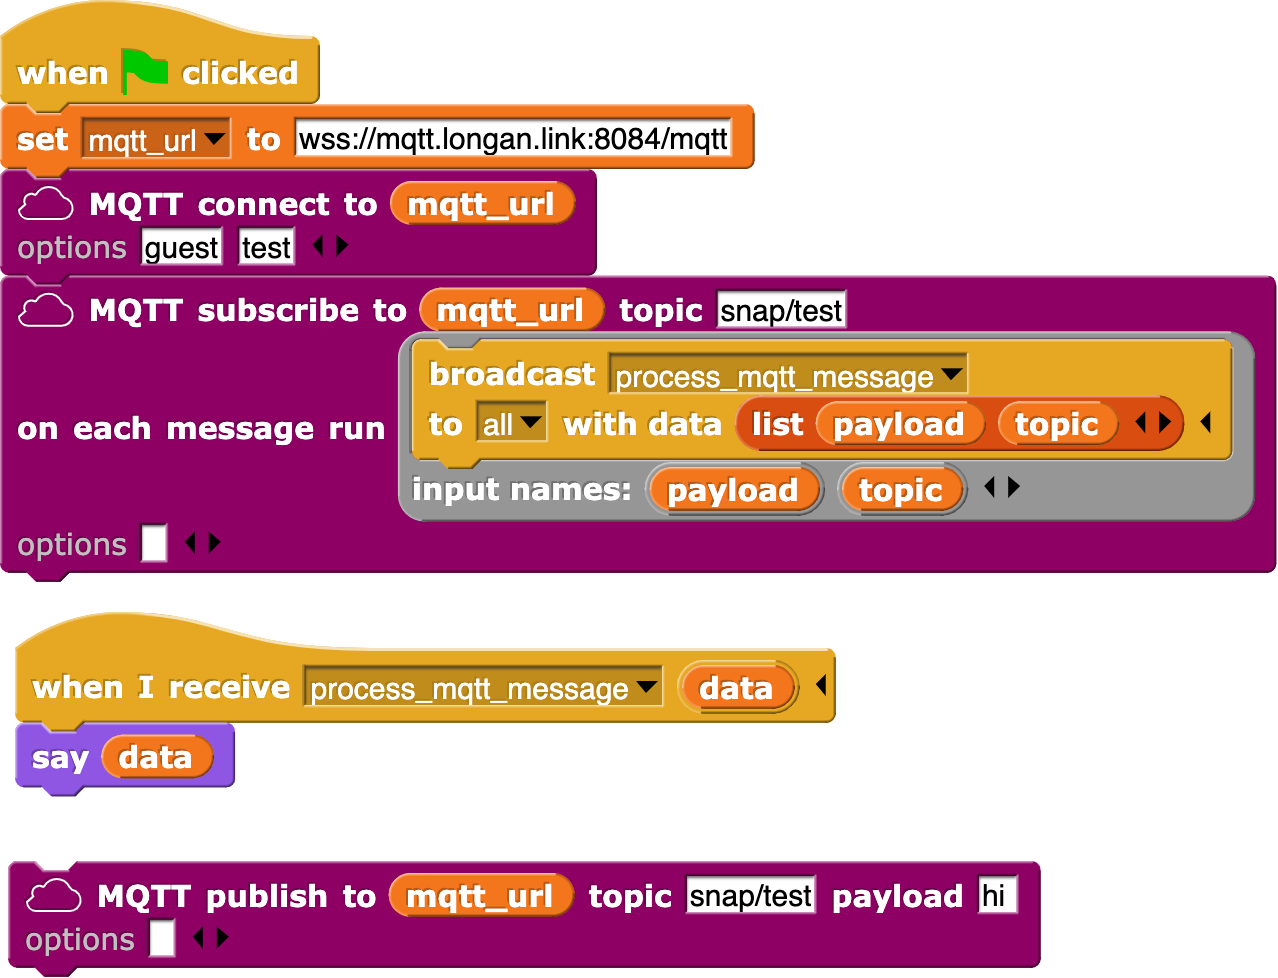 when clicked
set mqtt_url to wss://mqtt.longan.link:8084/mqtt
MQTT connect to mqtt_url
options guest test
MQTT subscribe to mqtt_url topic snap/test
broadcast process_mqtt_message
to all with data list payload topic
on each message run
input names: payload topic
options
when I receive process_mqtt_message data
say data
MQTT publish to mqtt_url topic snap/test payload hi
options